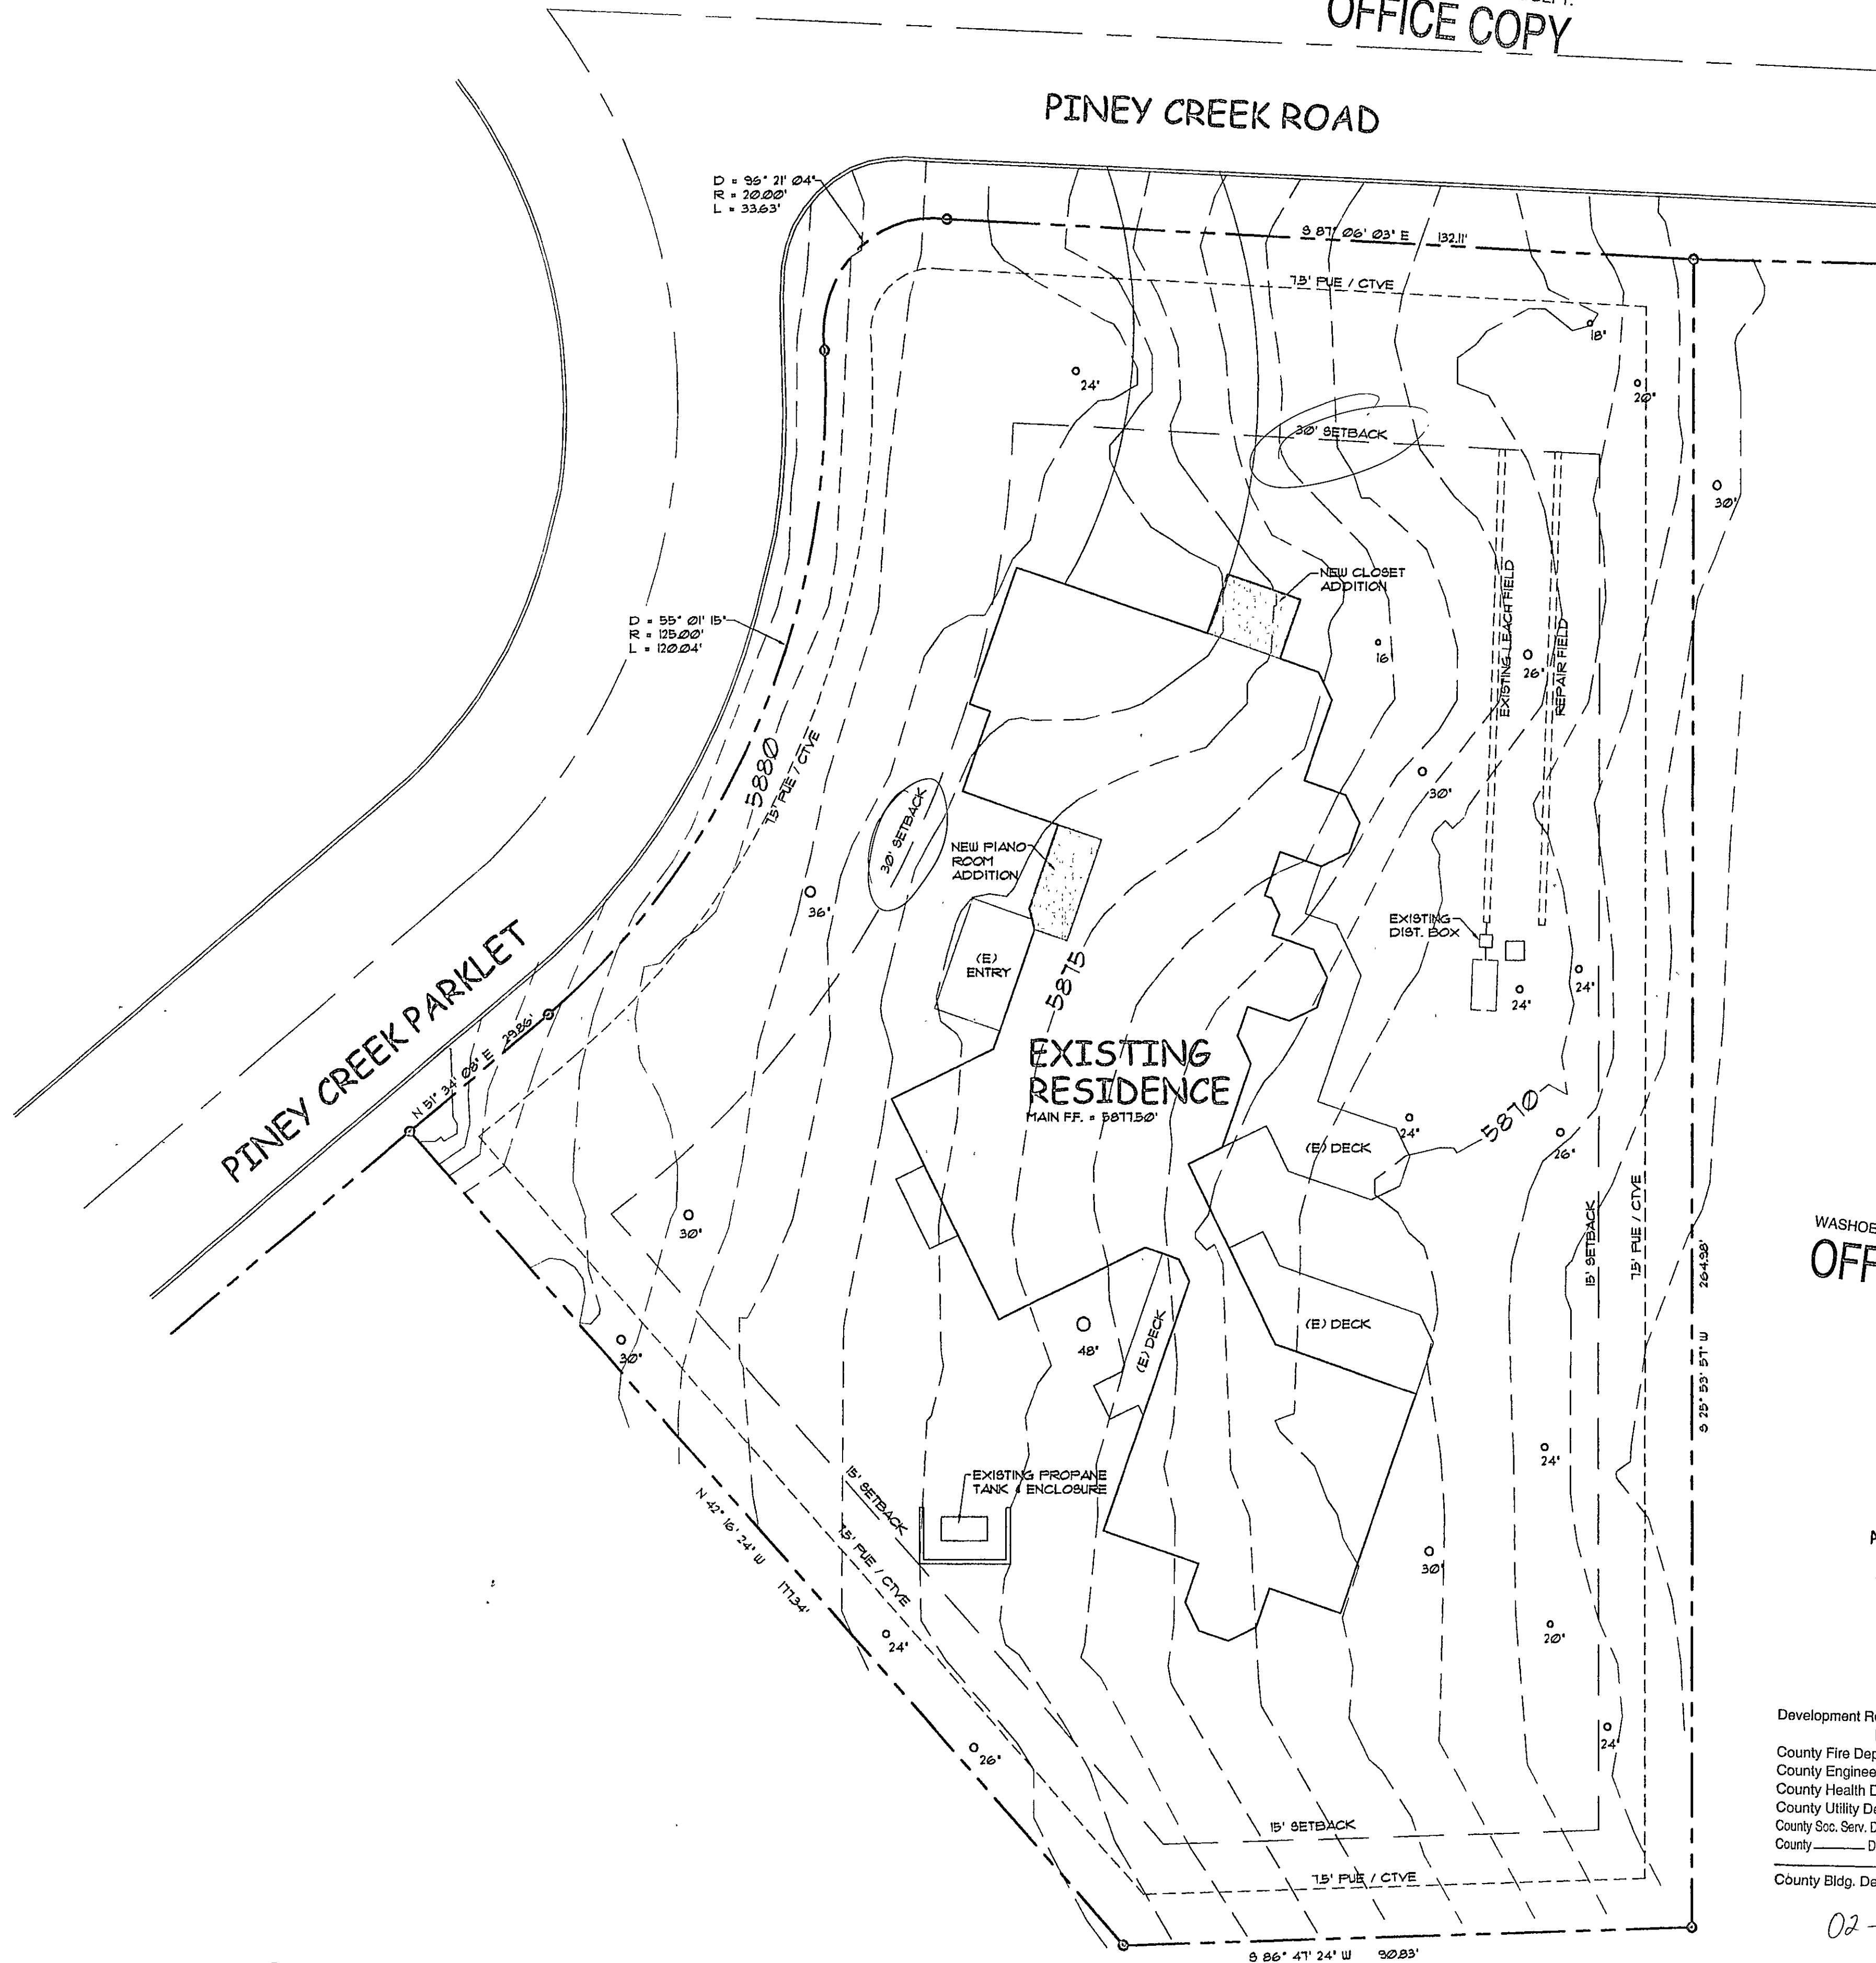 OFFICE COPY
PINEY CREEK ROAD
D = 96° 21' 04"
R = 20.00'
L = 33.63'
S 87° 06' 03" E 132.11'
7.5' PUE / CTVE
18"
24"
20"
30' SETBACK
30"
NEW CLOSET
ADDITION
D = 55° 01' 15"
R = 125.00'
L = 120.04'
16"
EXISTING LEACH FIELD
26"
REPAIR FIELD
5880
7.5' PUE / CTVE
30"
30' SETBACK
NEW PIANO
ROOM
ADDITION
36"
EXISTING
DIST. BOX
(E)
ENTRY
5875
24"
24"
PINEY CREEK PARKLET
N 51° 34' 08" E 29.86'
EXISTING
RESIDENCE
MAIN F.F. = 5877.50'
5870
24"
26"
(E) DECK
15' SETBACK
7.5' PUE / CTVE
S 25° 53' 57" W 264.98'
30"
WASHOE
OFF
30"
48"
(E) DECK
(E) DECK
24"
EXISTING PROPANE
TANK & ENCLOSURE
15' SETBACK
7.5' PUE / CTVE
N 42° 16' 24" W 177.34'
30"
24"
20"
26"
24"
Development R
County Fire Dep
County Enginee
County Health D
County Utility De
County Soc. Serv. D
County D
County Bldg. De
15' SETBACK
7.5' PUE / CTVE
02 -
S 86° 47' 24" W 90.83'